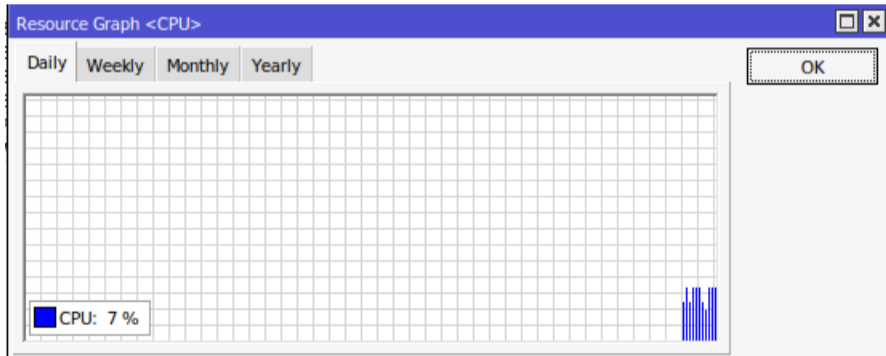 Resource Graph <CPU>
Daily Weekly Monthly Yearly
OK
CPU: 7 %